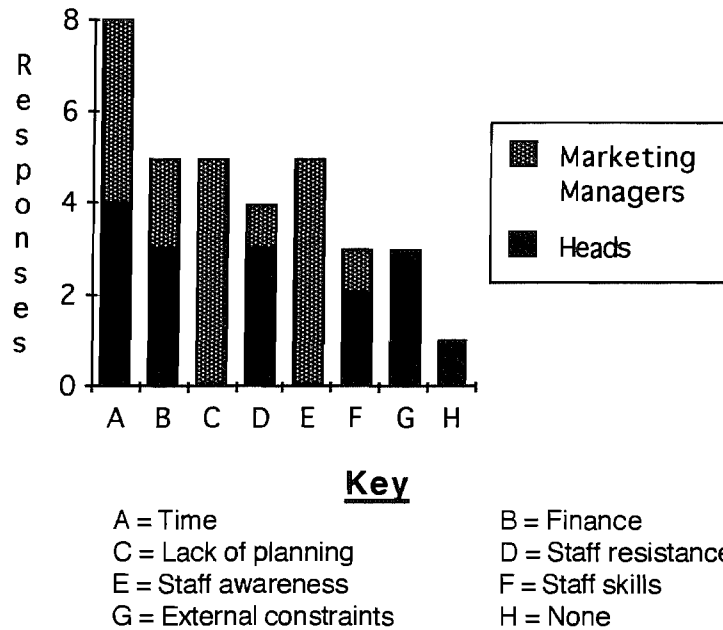 Responses
8
6
4
2
0
A B C D E F G H
Marketing
Managers
Heads
Key
A = Time
B = Finance
C = Lack of planning
D = Staff resistance
E = Staff awareness
F = Staff skills
G = External constraints
H = None